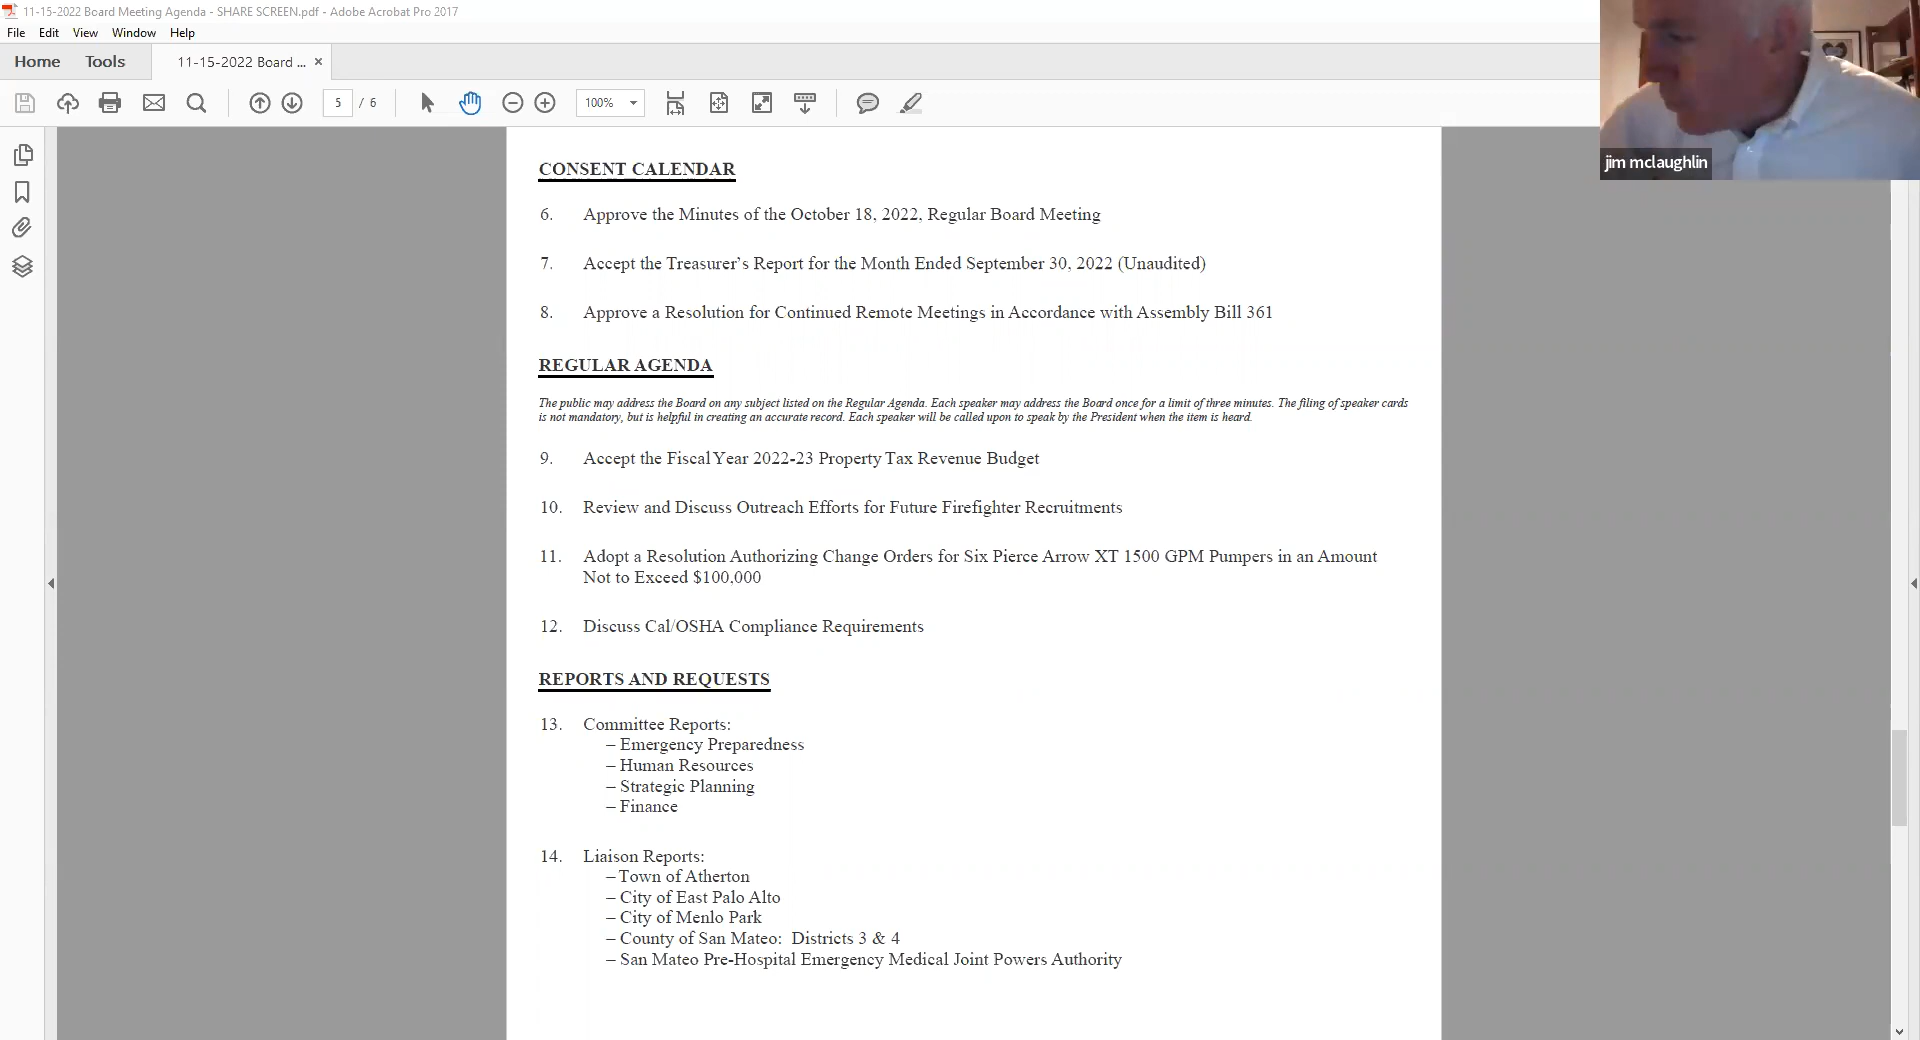 11-15-2022 Board Meeting Agenda - SHARE SCREEN.pdf - Adobe Acrobat Pro 2017
File Edit View Window Help
Home Tools 11-15-2022 Board ... ×
5 / 6 100%
jim mclaughlin
CONSENT CALENDAR
6. Approve the Minutes of the October 18, 2022, Regular Board Meeting
7. Accept the Treasurer’s Report for the Month Ended September 30, 2022 (Unaudited)
8. Approve a Resolution for Continued Remote Meetings in Accordance with Assembly Bill 361
REGULAR AGENDA
The public may address the Board on any subject listed on the Regular Agenda. Each speaker may address the Board once for a limit of three minutes. The filing of speaker cards
is not mandatory, but is helpful in creating an accurate record. Each speaker will be called upon to speak by the President when the item is heard.
9. Accept the Fiscal Year 2022-23 Property Tax Revenue Budget
10. Review and Discuss Outreach Efforts for Future Firefighter Recruitments
11. Adopt a Resolution Authorizing Change Orders for Six Pierce Arrow XT 1500 GPM Pumpers in an Amount
Not to Exceed $100,000
12. Discuss Cal/OSHA Compliance Requirements
REPORTS AND REQUESTS
13. Committee Reports:
– Emergency Preparedness
– Human Resources
– Strategic Planning
– Finance
14. Liaison Reports:
– Town of Atherton
– City of East Palo Alto
– City of Menlo Park
– County of San Mateo: Districts 3 & 4
– San Mateo Pre-Hospital Emergency Medical Joint Powers Authority